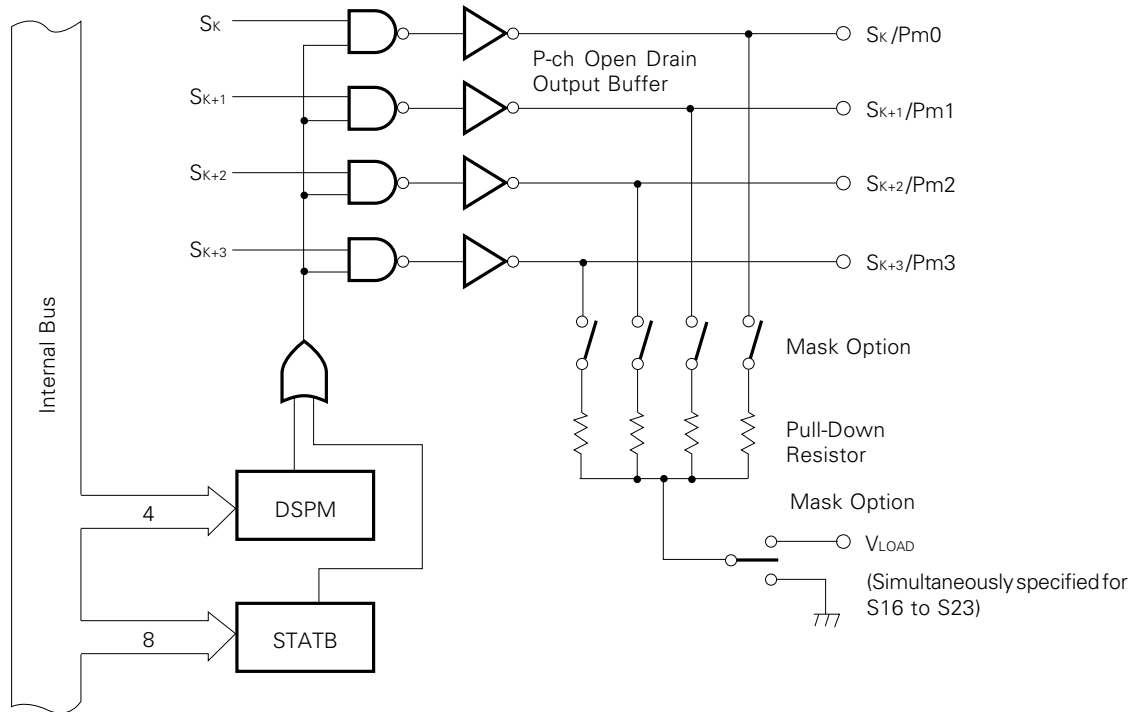 SK
SK/Pm0
P-ch Open Drain
Output Buffer
SK+1
SK+1/Pm1
SK+2
SK+2/Pm2
SK+3
SK+3/Pm3
Internal Bus
Mask Option
Pull-Down
Resistor
4
DSPM
Mask Option
VLOAD
(Simultaneously specified for
S16 to S23)
8
STATB